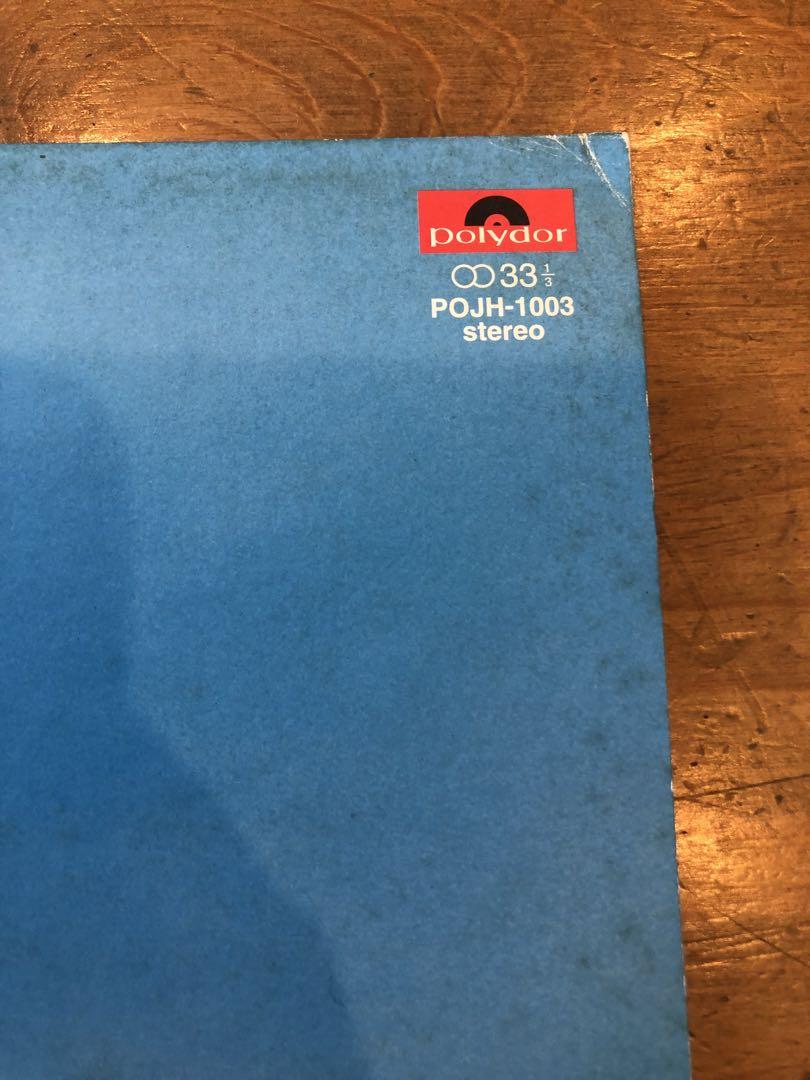 polydor
33 1/3
POJH-1003
stereo